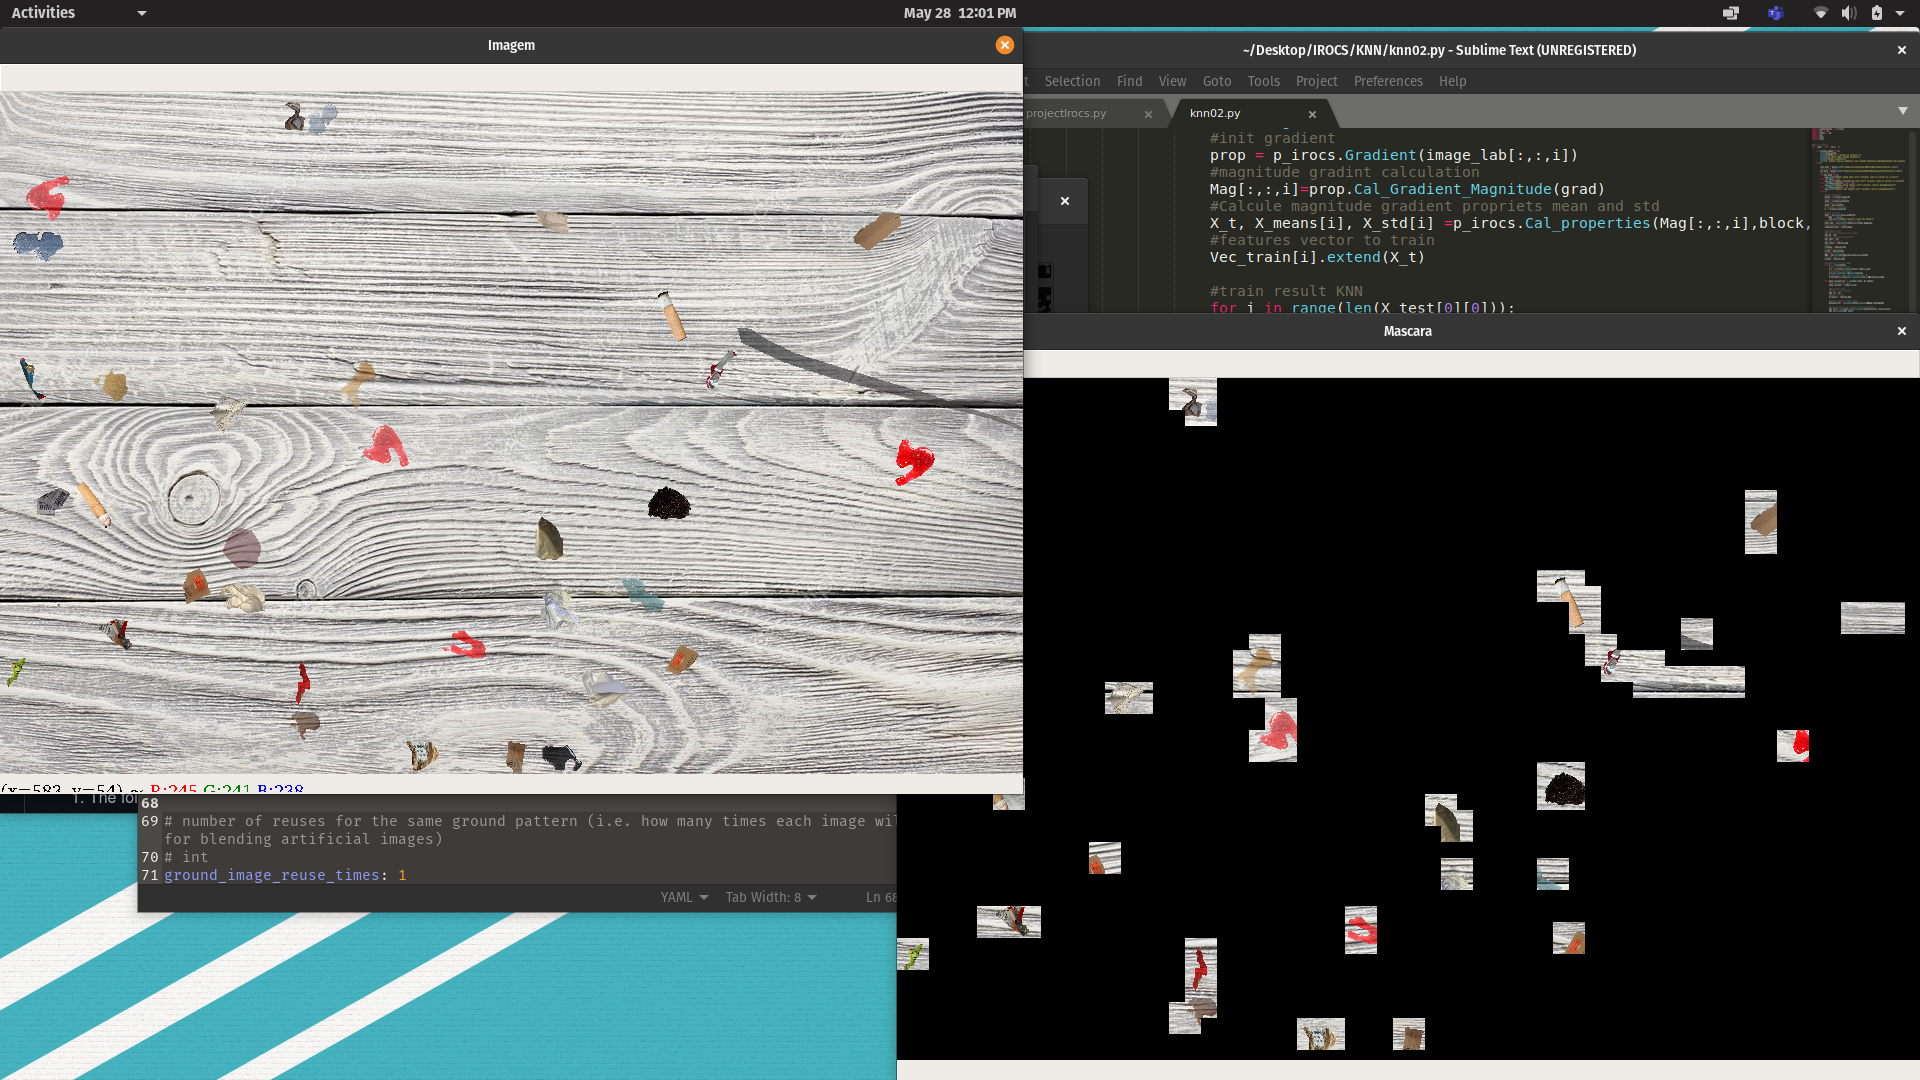 Activities
May 28 12:01 PM
Imagem
~/Desktop/IROCS/KNN/knn02.py - Sublime Text (UNREGISTERED)
Selection Find View Goto Tools Project Preferences Help
projectIrocs.py
knn02.py
#init gradient
prop = p_irocs.Gradient(image_lab[:,:,i])
#magnitude gradint calculation
Mag[:,:,i]=prop.Cal_Gradient_Magnitude(grad)
#Calcule magnitude gradient propriets mean and std
X_t, X_means[i], X_std[i] =p_irocs.Cal_properties(Mag[:,:,i],block,
#features vector to train
Vec_train[i].extend(X_t)
#train result KNN
for j in range(len(X_test[0][0])):
Mascara
(x=583, y=54) ~ R:245 G:241 B:238
1. The
68
69 # number of reuses for the same ground pattern (i.e. how many times each image
for blending artificial images)
70 # int
71 ground_image_reuse_times: 1
YAML Tab Width: 8 Ln 68